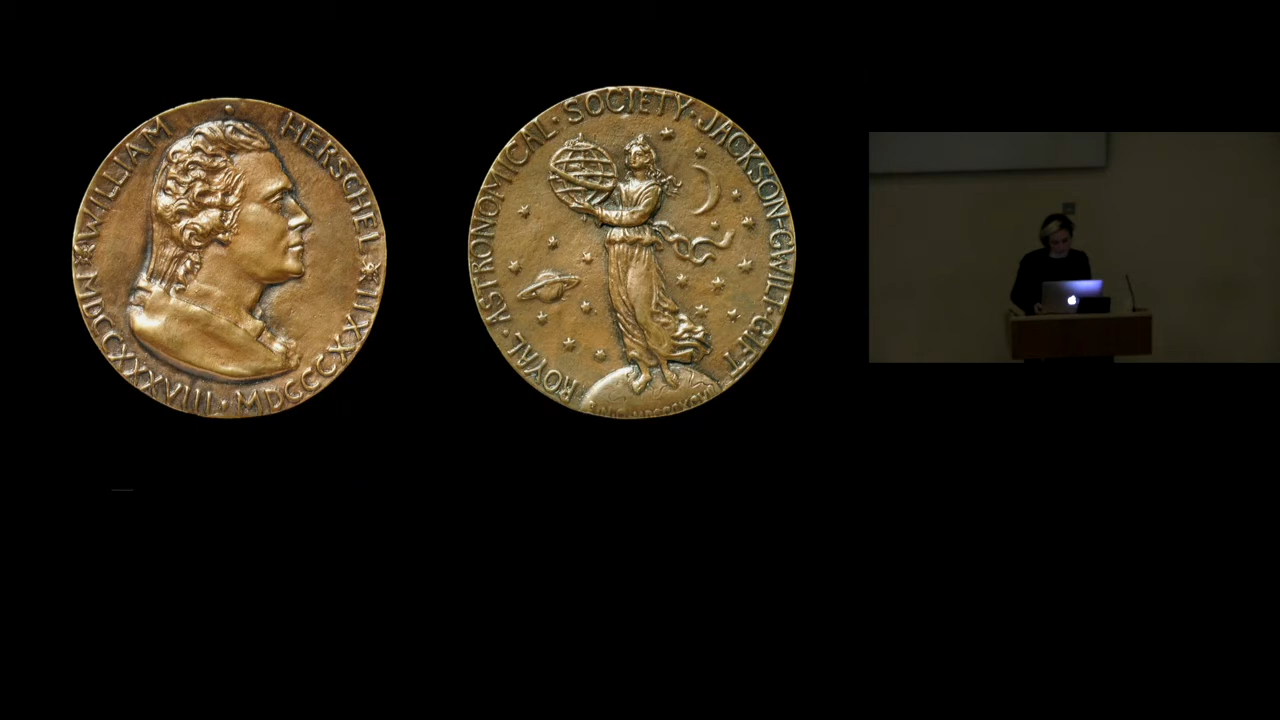 WILLIAM · HERSCHEL
MDCCXXXVIII · MDCCCXXII
ROYAL · ASTRONOMICAL · SOCIETY · JACKSON-GWILT · GIFT